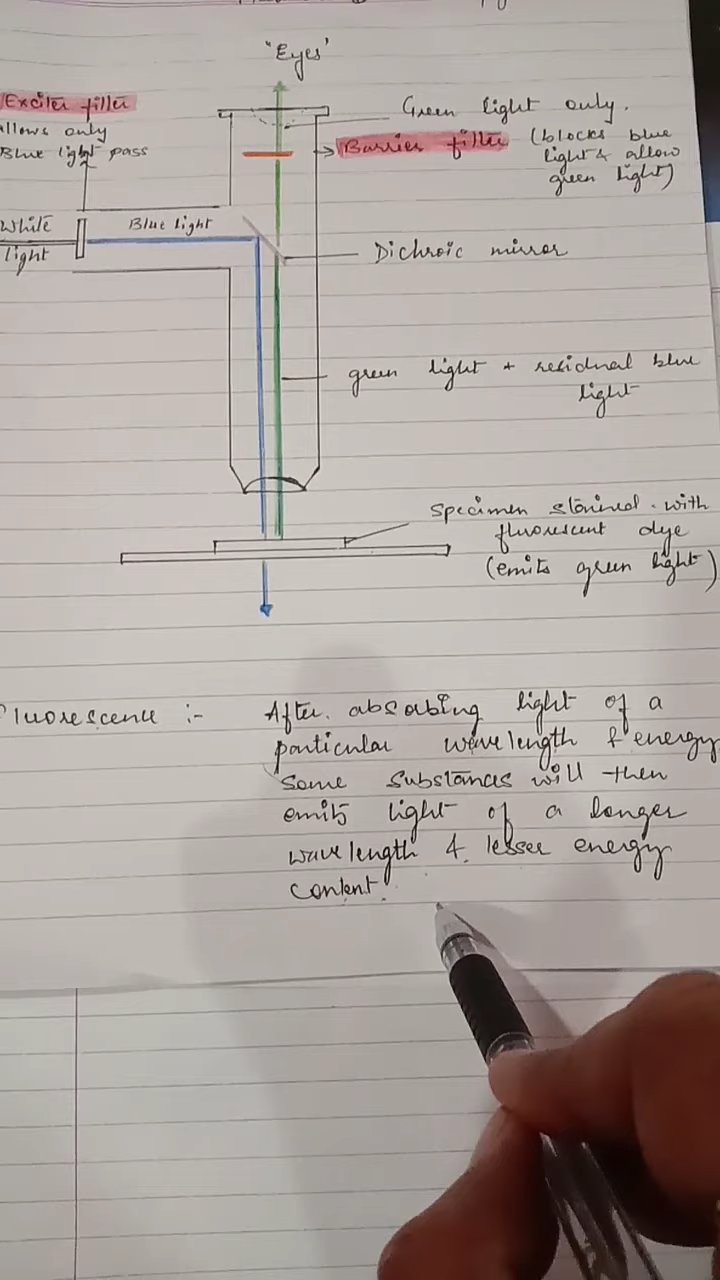 'Eyes'
Exciter filter
allows only
Blue light pass
Green light only.
Barrier filter (blocks blue
light & allow
green light)
White
light
Blue light
Dichroic mirror
green light + residual blue
light
Specimen stained with
fluorescent dye
(emits green light)
Fluorescence :- After absorbing light of a
particular wavelength & energy
some substances will then
emits light of a longer
wavelength & lesser energy
content.